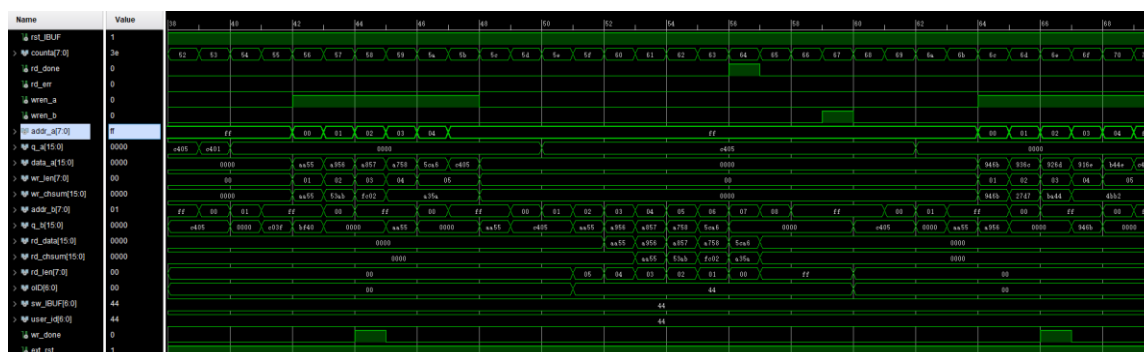 Name Value 38 40 42 44 46 48 50 52 54 56 58 60 62 64 66 68
rst_IBUF 1
counta[7:0] 3e 52 53 54 55 56 57 58 59 5a 5b 5c 5d 5e 5f 60 61 62 63 64 65 66 67 68 69 6a 6b 6c 6d 6e 6f 70
rd_done 0
rd_err 0
wren_a 0
wren_b 0
addr_a[7:0] ff ff 00 01 02 03 04 ff 00 01 02 03 04
q_a[15:0] 0000 c405 c401 0000 c405 0000
data_a[15:0] 0000 0000 aa55 a956 a857 a758 5ca6 c405 0000 946b 936c 926d 916e b44e
wr_len[7:0] 00 00 01 02 03 04 05 00 01 02 03 04 05
wr_chsum[15:0] 0000 0000 aa55 53ab fc02 a35a 0000 946b 27d7 ba44 4bb2
addr_b[7:0] 01 ff 00 01 ff 00 ff 00 ff 00 01 02 03 04 05 06 07 08 ff 00 01 ff 00 ff 00 ff
q_b[15:0] 0000 c405 0000 c03f bf40 0000 aa55 0000 aa55 c405 aa55 a956 a857 a758 5ca6 0000 c405 0000 aa55 a956 0000 946b 0000
rd_data[15:0] 0000 0000 aa55 a956 a857 a758 5ca6 0000
rd_chsum[15:0] 0000 0000 aa55 53ab fc02 a35a 0000
rd_len[7:0] 00 00 05 04 03 02 01 00 ff 00
oID[6:0] 00 00 44 00
sw_IBUF[6:0] 44 44
user_id[6:0] 44 44
wr_done 0
ext_rst 1